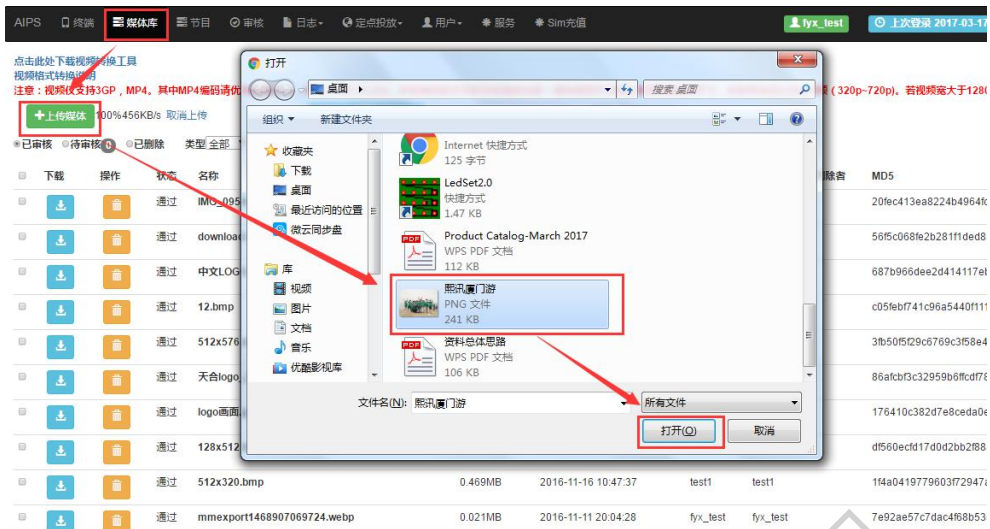 AIPS 终端 媒体库 节目 审核 日志 定点投放 用户 服务 Sim充值 fyx_test 上次登录 2017-03-17
点击此处下载视频转换工具
视频格式转换说明
注意：视频仅支持3GP，MP4。其中MP4编码请优
(320p~720p)。若视频宽大于1280
上传媒体 100%456KB/s 取消上传
已审核 待审核 已删除 类型 全部
下载 操作 状态 名称 除者 MD5
通过 IMG_095 20fec413ea8224b4964fc
通过 download 56f5c068fe2b281f1ded8
通过 中文LOG 687b966dee2d414117eb
通过 12.bmp c05febf741c96a5440f11f
通过 512x576 3fb50f5f29c6769c3f58e4
通过 天合logo 86afcbf3c32959b6ffcdf78
通过 logo画面 176410c382d7e8ceda0e
通过 128x512 df560ecfd17d0d2bb2f88
通过 512x320.bmp 0.469MB 2016-11-16 10:47:37 test1 test1 1f4a0419779603f72947a
通过 mmexport1468907069724.webp 0.021MB 2016-11-11 20:04:28 fyx_test fyx_test 7e92ae57c7dac4f68b53
打开
桌面
搜索 桌面
组织 新建文件夹
收藏夹
下载
桌面
最近访问的位置
微云同步盘
库
视频
图片
文档
音乐
优酷影视库
Internet 快捷方式
125 字节
LedSet2.0
快捷方式
1.47 KB
Product Catalog-March 2017
WPS PDF 文档
112 KB
熙汛厦门游
PNG 文件
241 KB
资料总体思路
WPS PDF 文档
106 KB
文件名(N): 熙汛厦门游 所有文件
打开(O) 取消